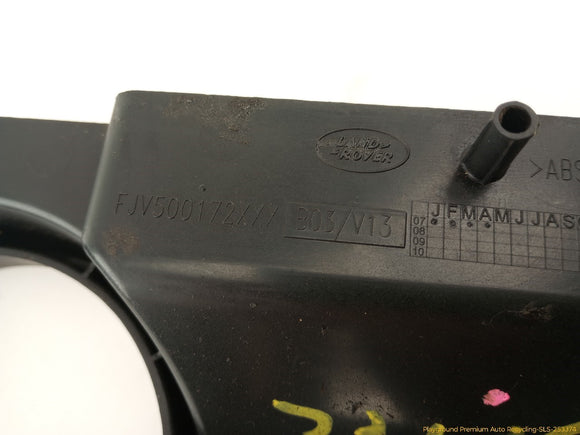 LAND
ROVER
>ABS
FJV500172XXX B03/V13
J F M A M J J A S
07
08
09
10
Playground Premium Auto Recycling-SLS-253374